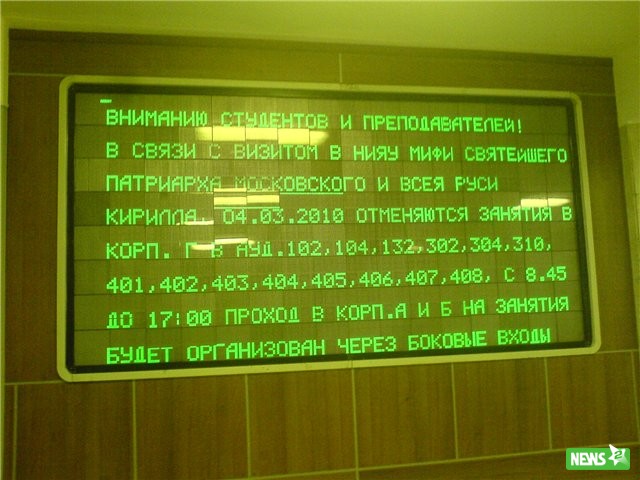 ВНИМАНИЮ СТУДЕНТОВ И ПРЕПОДАВАТЕЛЕЙ!
В СВЯЗИ С ВИЗИТОМ В НИЯУ МИФИ СВЯТЕЙШЕГО
ПАТРИАРХА МОСКОВСКОГО И ВСЕЯ РУСИ
КИРИЛЛА, 04.03.2010 ОТМЕНЯЮТСЯ ЗАНЯТИЯ В
КОРП. Г В АУД.102,104,132,302,304,310,
401,402,403,404,405,406,407,408, С 8.45
ДО 17:00 ПРОХОД В КОРП.А И Б НА ЗАНЯТИЯ
БУДЕТ ОРГАНИЗОВАН ЧЕРЕЗ БОКОВЫЕ ВХОДЫ
NEWS